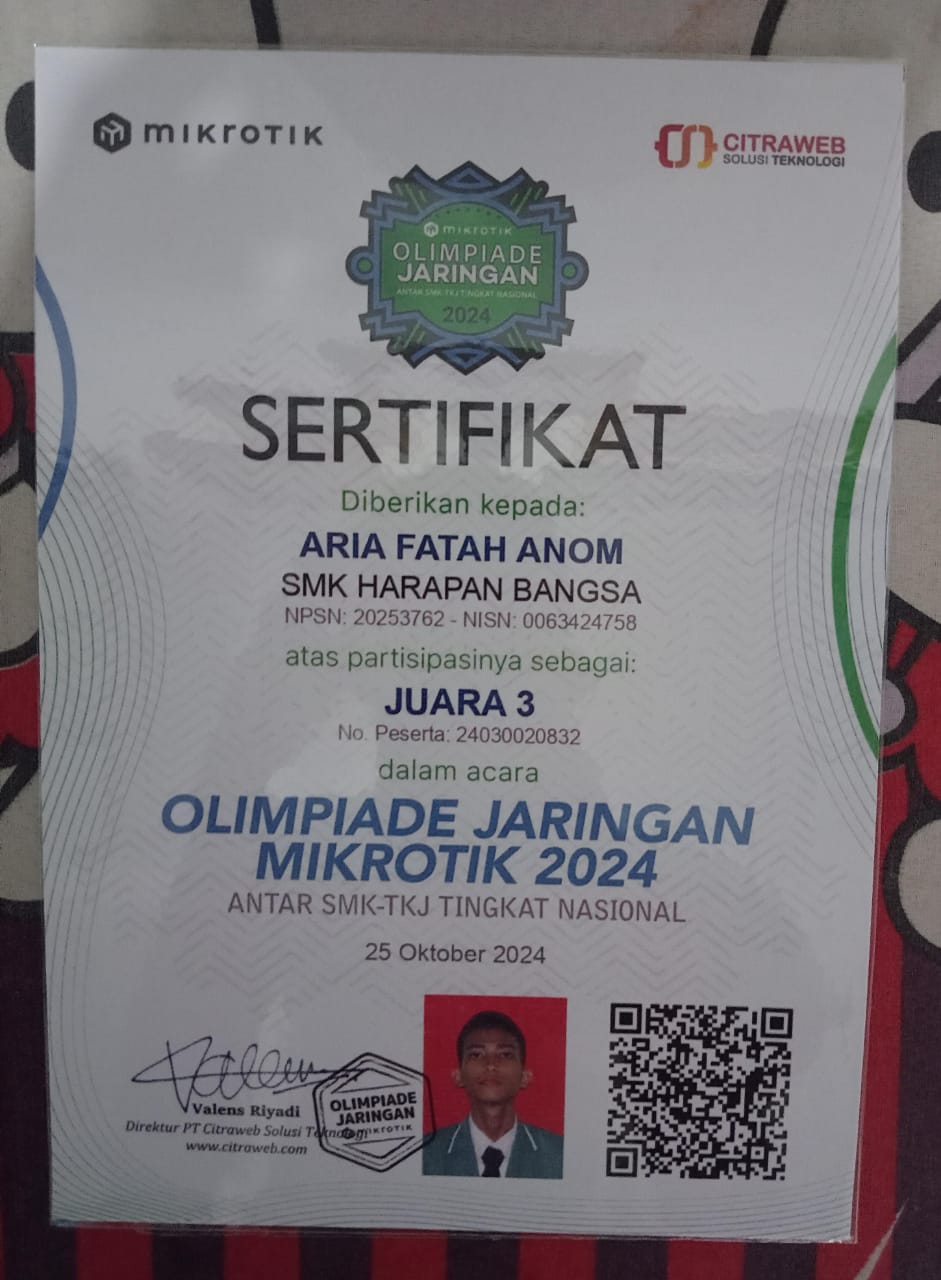 mikrotik
CITRAWEB
SOLUSI TEKNOLOGI
mikrotik
OLIMPIADE
JARINGAN
ANTAR SMK-TKJ TINGKAT NASIONAL
2024
SERTIFIKAT
Diberikan kepada:
ARIA FATAH ANOM
SMK HARAPAN BANGSA
NPSN: 20253762 - NISN: 0063424758
atas partisipasinya sebagai:
JUARA 3
No. Peserta: 24030020832
dalam acara
OLIMPIADE JARINGAN
MIKROTIK 2024
ANTAR SMK-TKJ TINGKAT NASIONAL
25 Oktober 2024
Valens Riyadi
Direktur PT Citraweb Solusi Teknologi
www.citraweb.com
OLIMPIADE
JARINGAN
mikrotik